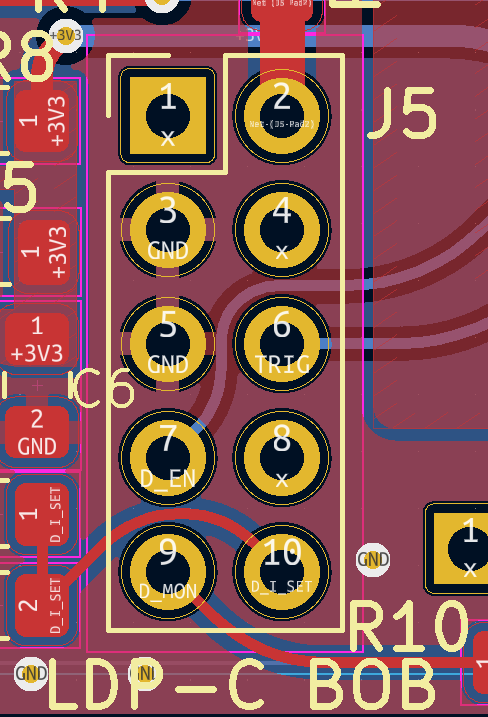 Net-(J5-Pad2)
+3V3
+3V
R8
1
+3V3
1
x
2
Net-(J5-Pad2)
J5
5
1
+3V3
3
GND
4
x
1
+3V3
5
GND
6
TRIG
C6
2
GND
7
D_EN
8
x
1
D_I_SET
9
D_MON
10
D_I_SET
1
x
GND
2
D_I_SET
R10
1
GND
LDP-C BOB